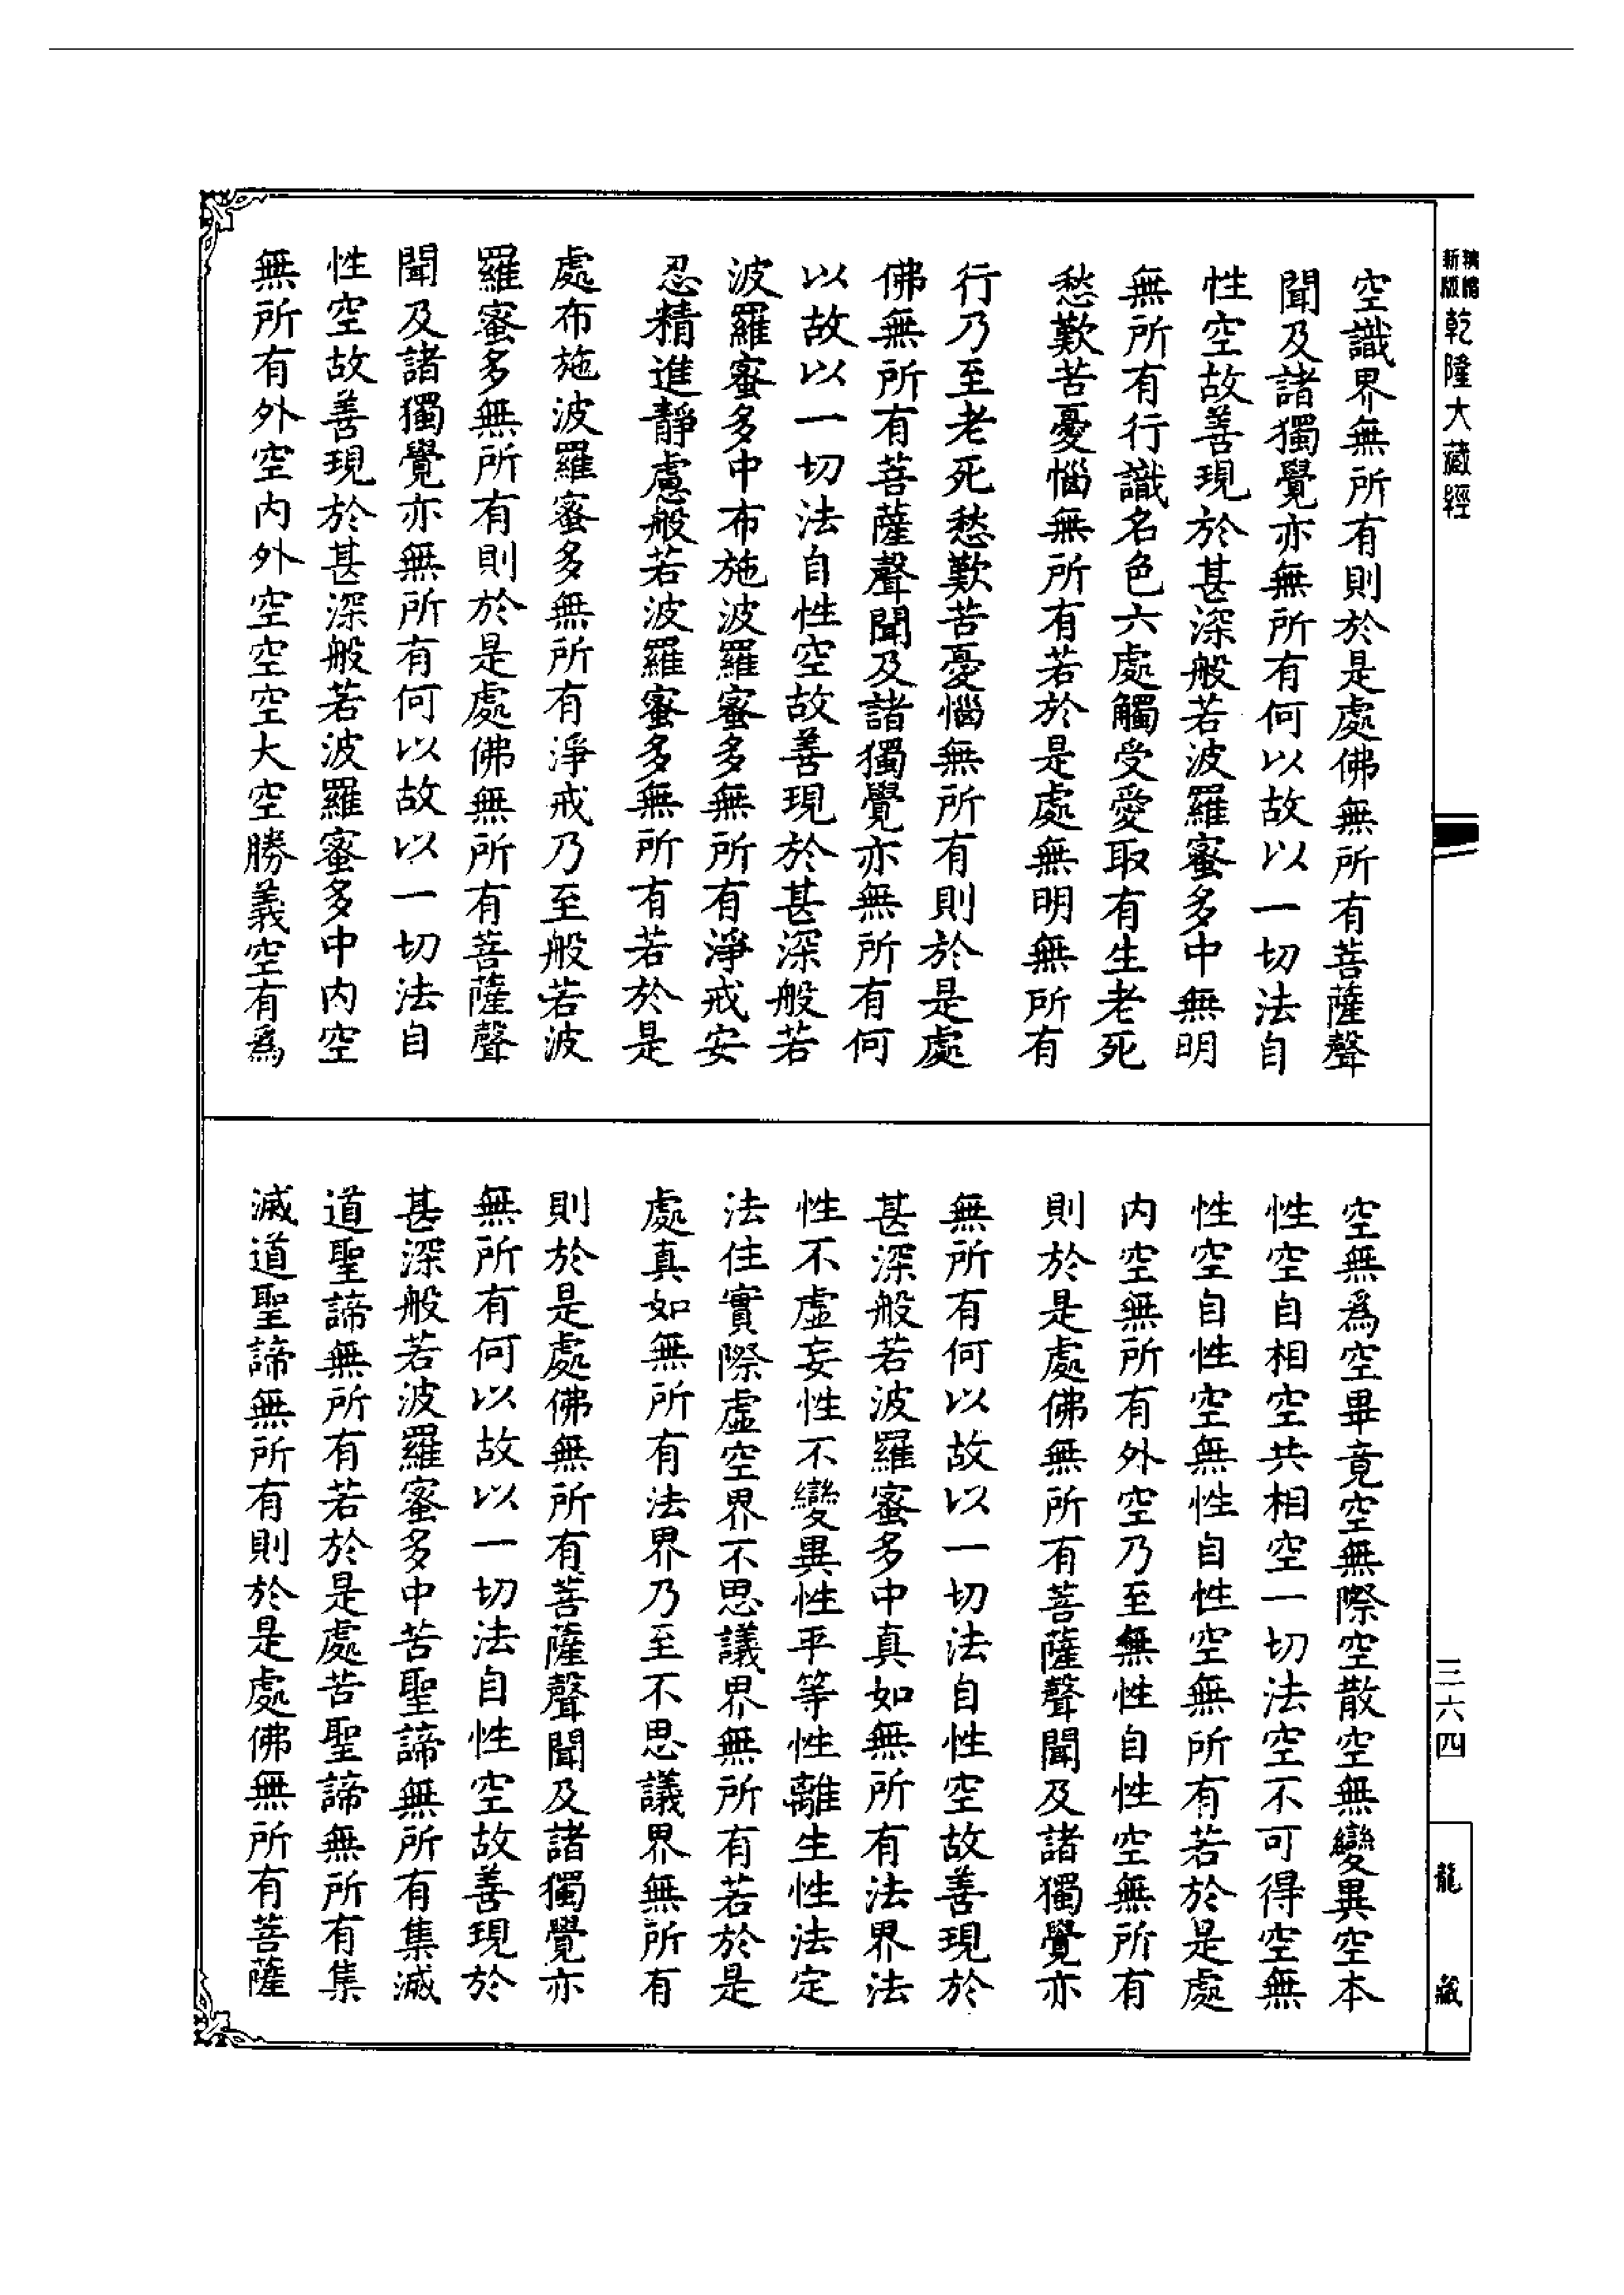 精繕
新版
乾隆大藏經
三六四
龍藏
空識界無所有則於是處佛無所有菩薩聲
聞及諸獨覺亦無所有何以故以一切法自
性空故善現於甚深般若波羅蜜多中無明
無所有行識名色六處觸受愛取有生老死
愁歎苦憂惱無所有若於是處無明無所有
行乃至老死愁歎苦憂惱無所有則於是處
佛無所有菩薩聲聞及諸獨覺亦無所有何
以故以一切法自性空故善現於甚深般若
波羅蜜多中布施波羅蜜多無所有淨戒安
忍精進靜慮般若波羅蜜多無所有若於是
處布施波羅蜜多無所有淨戒乃至般若波
羅蜜多無所有則於是處佛無所有菩薩聲
聞及諸獨覺亦無所有何以故以一切法自
性空故善現於甚深般若波羅蜜多中內空
無所有外空內外空空空大空勝義空有為
空無為空畢竟空無際空散空無變異空本
性空自相空共相空一切法空不可得空無
性空自性空無性自性空無所有若於是處
內空無所有外空乃至無性自性空無所有
則於是處佛無所有菩薩聲聞及諸獨覺亦
無所有何以故以一切法自性空故善現於
甚深般若波羅蜜多中真如無所有法界法
性不虛妄性不變異性平等性離生性法定
法住實際虛空界不思議界無所有若於是
處真如無所有法界乃至不思議界無所有
則於是處佛無所有菩薩聲聞及諸獨覺亦
無所有何以故以一切法自性空故善現於
甚深般若波羅蜜多中苦聖諦無所有集滅
道聖諦無所有若於是處苦聖諦無所有集
滅道聖諦無所有則於是處佛無所有菩薩